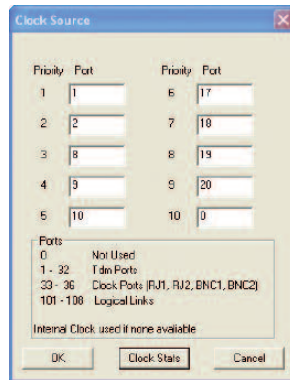 Clock Source
Priority Port Priority Port
1 1 6 17
2 2 7 18
3 8 8 19
4 9 9 20
5 10 10 0
Ports
0 Not Used
1 - 32 Tdm Ports
33 - 36 Clock Ports (RJ1, RJ2, BNC1, BNC2)
101 - 108 Logical Links
Internal Clock used if none available
OK Clock Stats Cancel